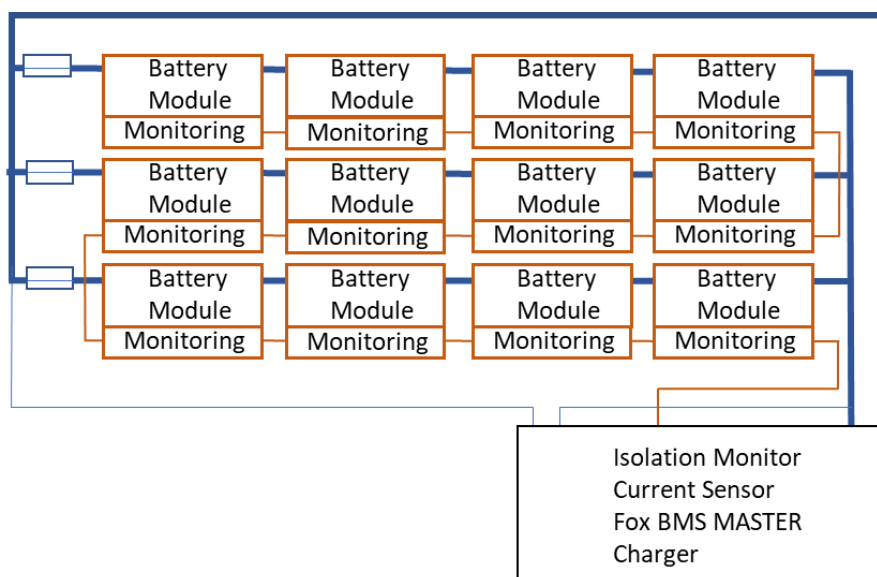 Battery Battery Battery Battery
Module Module Module Module
Monitoring Monitoring Monitoring Monitoring
Battery Battery Battery Battery
Module Module Module Module
Monitoring Monitoring Monitoring Monitoring
Battery Battery Battery Battery
Module Module Module Module
Monitoring Monitoring Monitoring Monitoring
Isolation Monitor
Current Sensor
Fox BMS MASTER
Charger